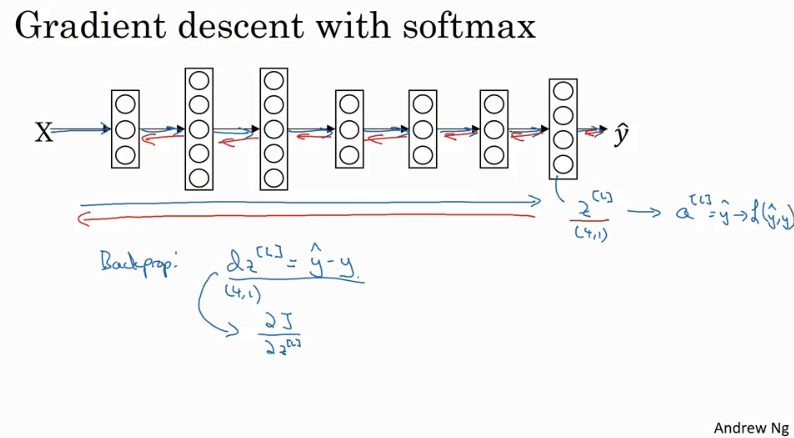 Gradient descent with softmax
X
ŷ
z^[L] → a^[L] = ŷ → L(ŷ, y)
(4,1)
Backprop: dz^[L] = ŷ - y.
(4,1)
∂J
∂z^[L]
Andrew Ng